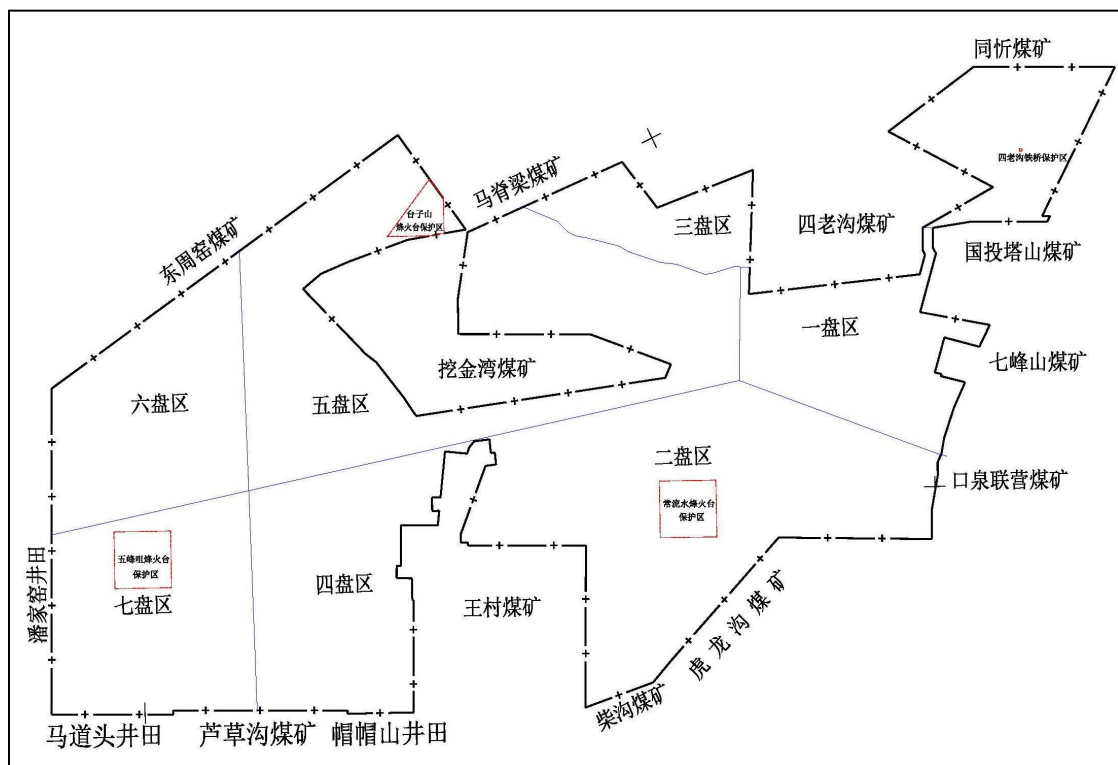 同忻煤矿
四老沟铁桥保护区
马脊梁煤矿
台子山
烽火台保护区
三盘区
四老沟煤矿
国投塔山煤矿
东周窑煤矿
一盘区
七峰山煤矿
挖金湾煤矿
六盘区
五盘区
二盘区
口泉联营煤矿
常流水烽火台
保护区
五峰咀烽火台
保护区
潘家窑井田
七盘区
四盘区
王村煤矿
虎龙沟煤矿
柴沟煤矿
马道头井田
芦草沟煤矿
帽帽山井田